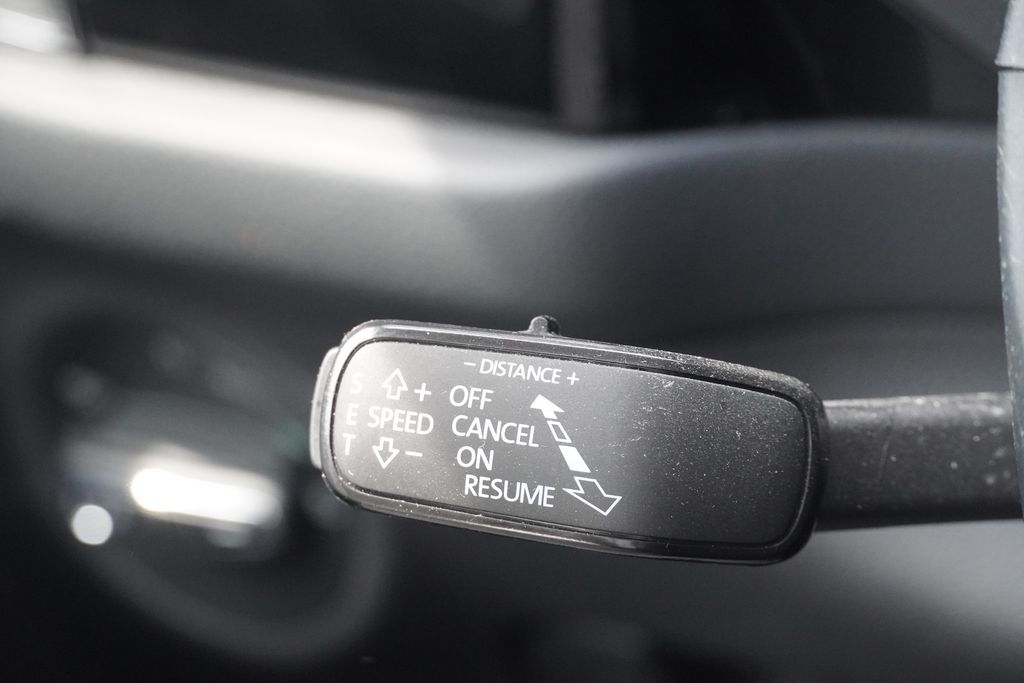 − DISTANCE +
S + OFF
E SPEED CANCEL
T − ON
RESUME